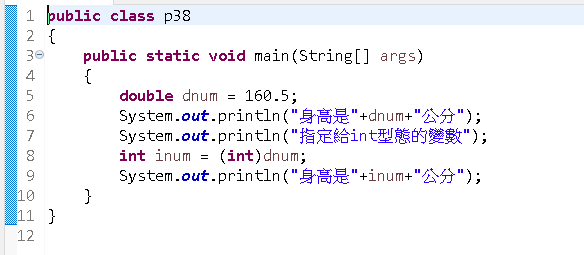 1 public class p38
2 {
3 public static void main(String[] args)
4 {
5 double dnum = 160.5;
6 System.out.println("身高是"+dnum+"公分");
7 System.out.println("指定給int型態的變數");
8 int inum = (int)dnum;
9 System.out.println("身高是"+inum+"公分");
10 }
11 }
12